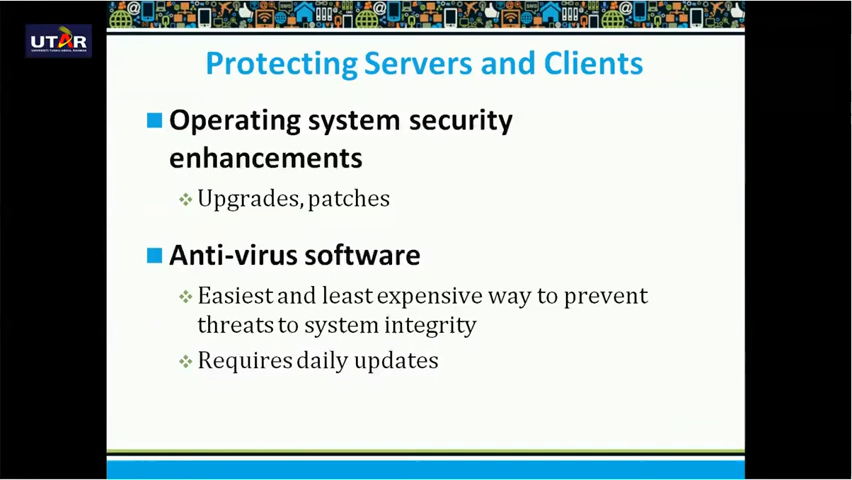 UTAR
Protecting Servers and Clients
Operating system security
enhancements
Upgrades, patches
Anti-virus software
Easiest and least expensive way to prevent
threats to system integrity
Requires daily updates